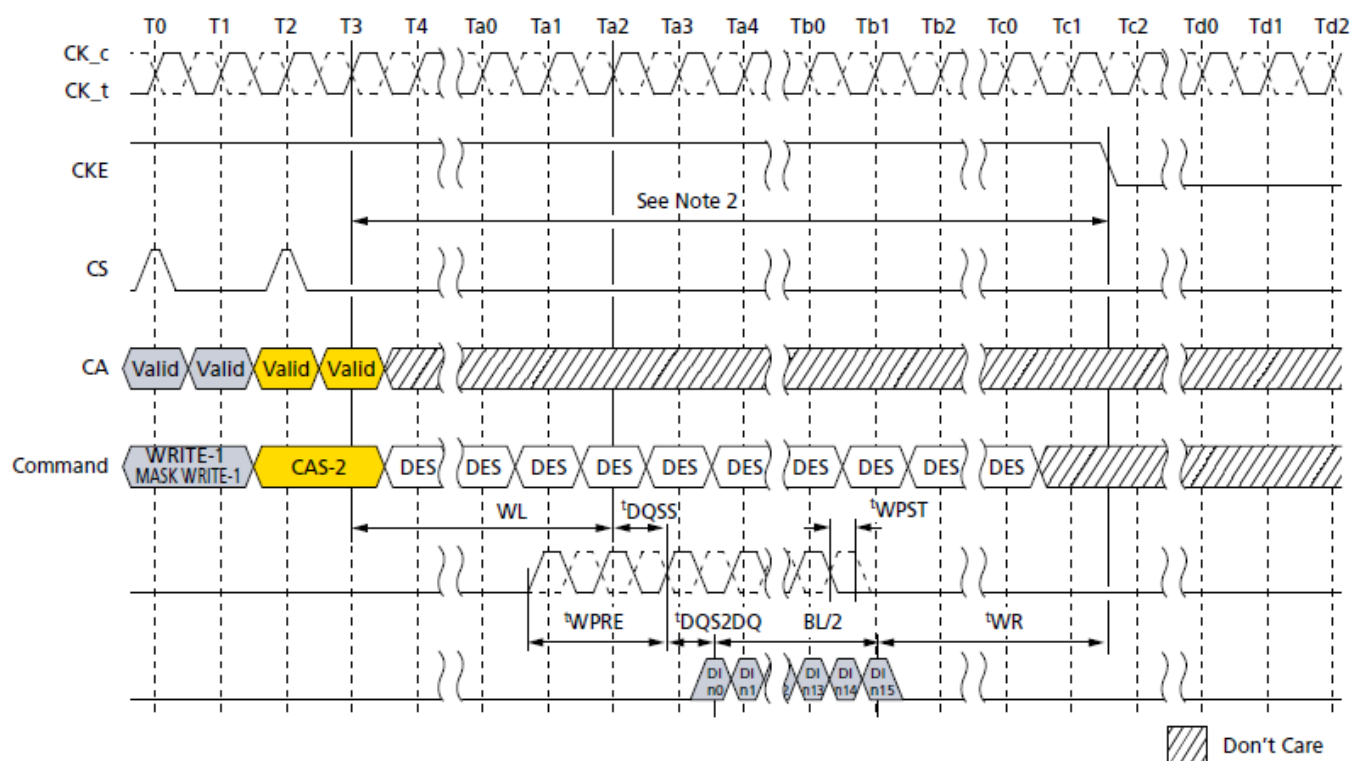 T0 T1 T2 T3 T4 Ta0 Ta1 Ta2 Ta3 Ta4 Tb0 Tb1 Tb2 Tc0 Tc1 Tc2 Td0 Td1 Td2
CK_c
CK_t
CKE
See Note 2
CS
CA Valid Valid Valid Valid
Command WRITE-1 MASK WRITE-1 CAS-2 DES DES DES DES DES DES DES DES DES DES
WL tDQSS tWPST
tWPRE tDQS2DQ BL/2 tWR
DI n0 DI n1 DI n13 DI n14 DI n15
Don't Care